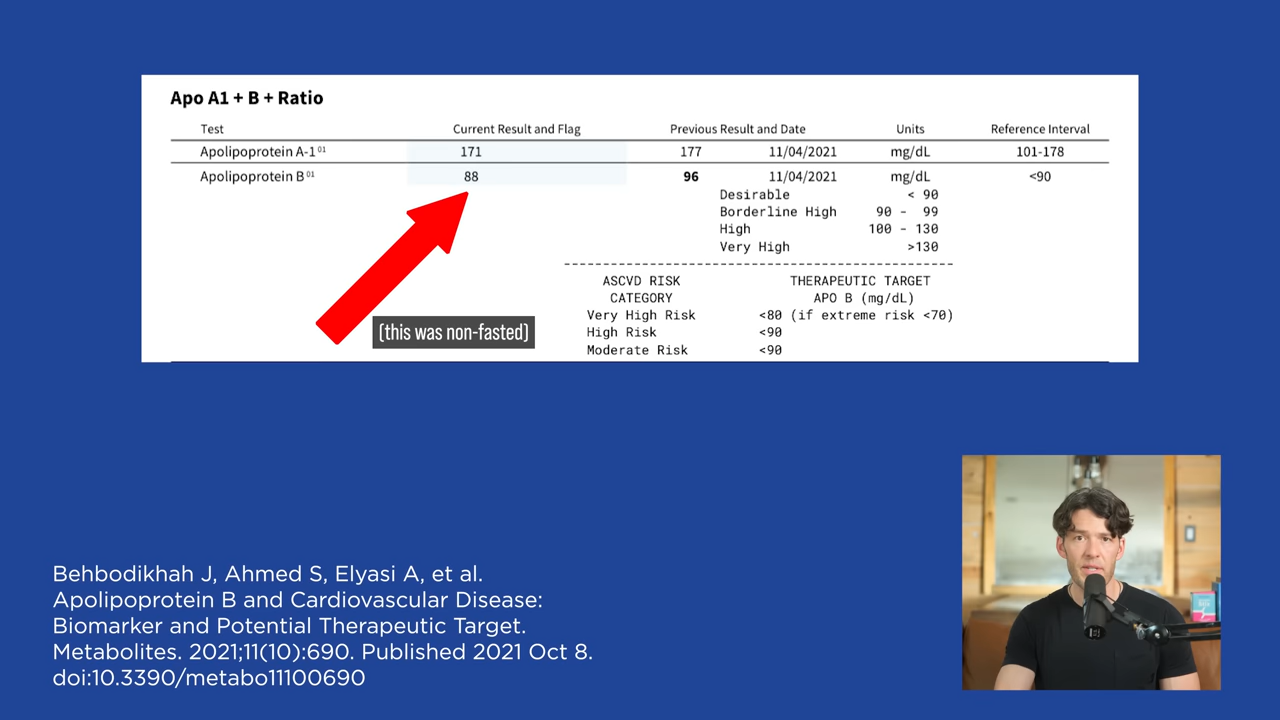 Apo A1 + B + Ratio
Test Current Result and Flag Previous Result and Date Units Reference Interval
Apolipoprotein A-1 01 171 177 11/04/2021 mg/dL 101-178
Apolipoprotein B 01 88 96 11/04/2021 mg/dL <90
Desirable < 90
Borderline High 90 - 99
High 100 - 130
Very High >130
ASCVD RISK THERAPEUTIC TARGET
CATEGORY APO B (mg/dL)
Very High Risk <80 (if extreme risk <70)
High Risk <90
Moderate Risk <90
(this was non-fasted)
Behbodikhah J, Ahmed S, Elyasi A, et al.
Apolipoprotein B and Cardiovascular Disease:
Biomarker and Potential Therapeutic Target.
Metabolites. 2021;11(10):690. Published 2021 Oct 8.
doi:10.3390/metabo11100690